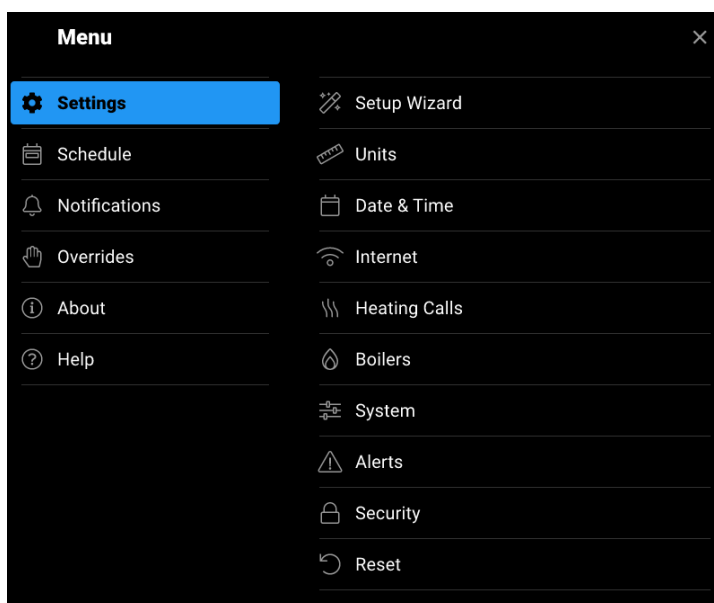 Menu
Settings
Schedule
Notifications
Overrides
About
Help
Setup Wizard
Units
Date & Time
Internet
Heating Calls
Boilers
System
Alerts
Security
Reset